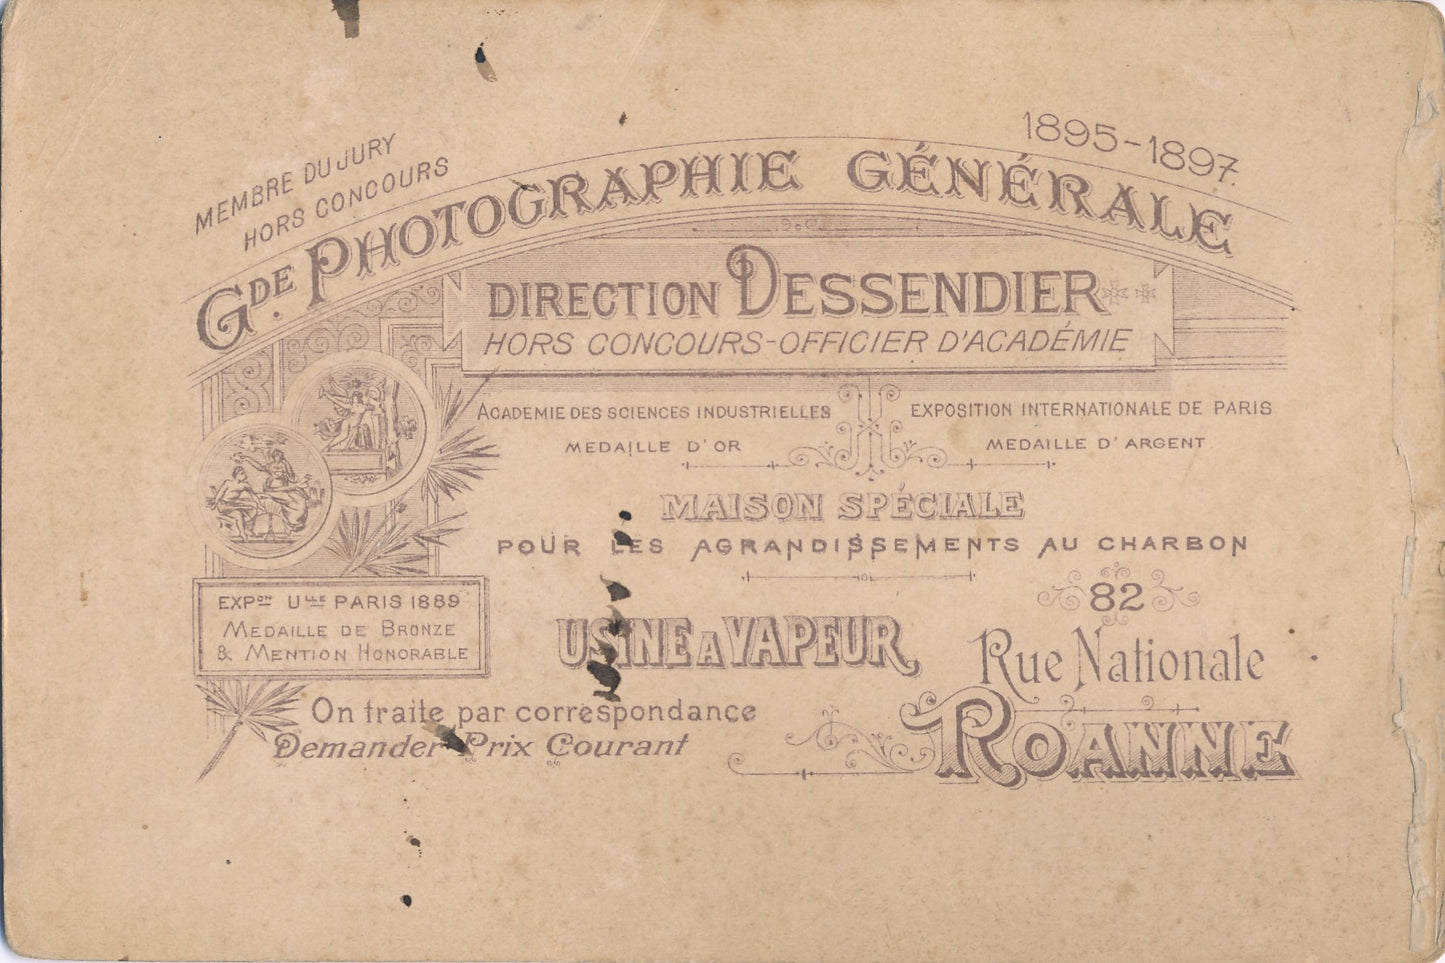 MEMBRE DU JURY
HORS CONCOURS
1895-1897.
Gde. PHOTOGRAPHIE GÉNÉRALE
DIRECTION DESSENDIER
HORS CONCOURS-OFFICIER D'ACADÉMIE
ACADEMIE DES SCIENCES INDUSTRIELLES
MEDAILLE D'OR
EXPOSITION INTERNATIONALE DE PARIS
MEDAILLE D'ARGENT.
MAISON SPÉCIALE
POUR LES AGRANDISSEMENTS AU CHARBON
EXPON ULLE PARIS 1889
MEDAILLE DE BRONZE
& MENTION HONORABLE
USINE A VAPEUR
82
Rue Nationale
ROANNE
On traite par correspondance
Demander Prix Courant